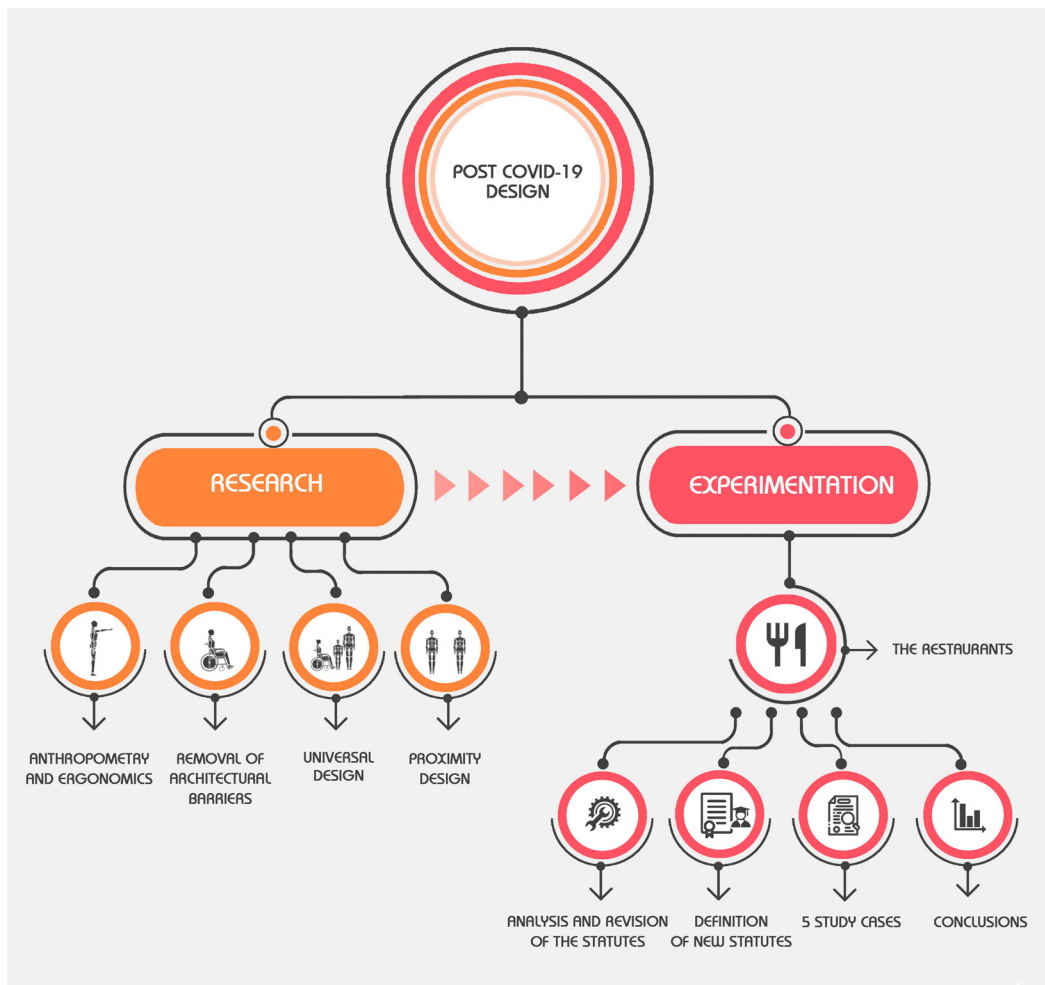 POST COVID-19
DESIGN
RESEARCH
EXPERIMENTATION
THE RESTAURANTS
ANTHROPOMETRY
AND ERGONOMICS
REMOVAL OF
ARCHITECTURAL
BARRIERS
UNIVERSAL
DESIGN
PROXIMITY
DESIGN
ANALYSIS AND REVISION
OF THE STATUTES
DEFINITION
OF NEW STATUTES
5 STUDY CASES
CONCLUSIONS